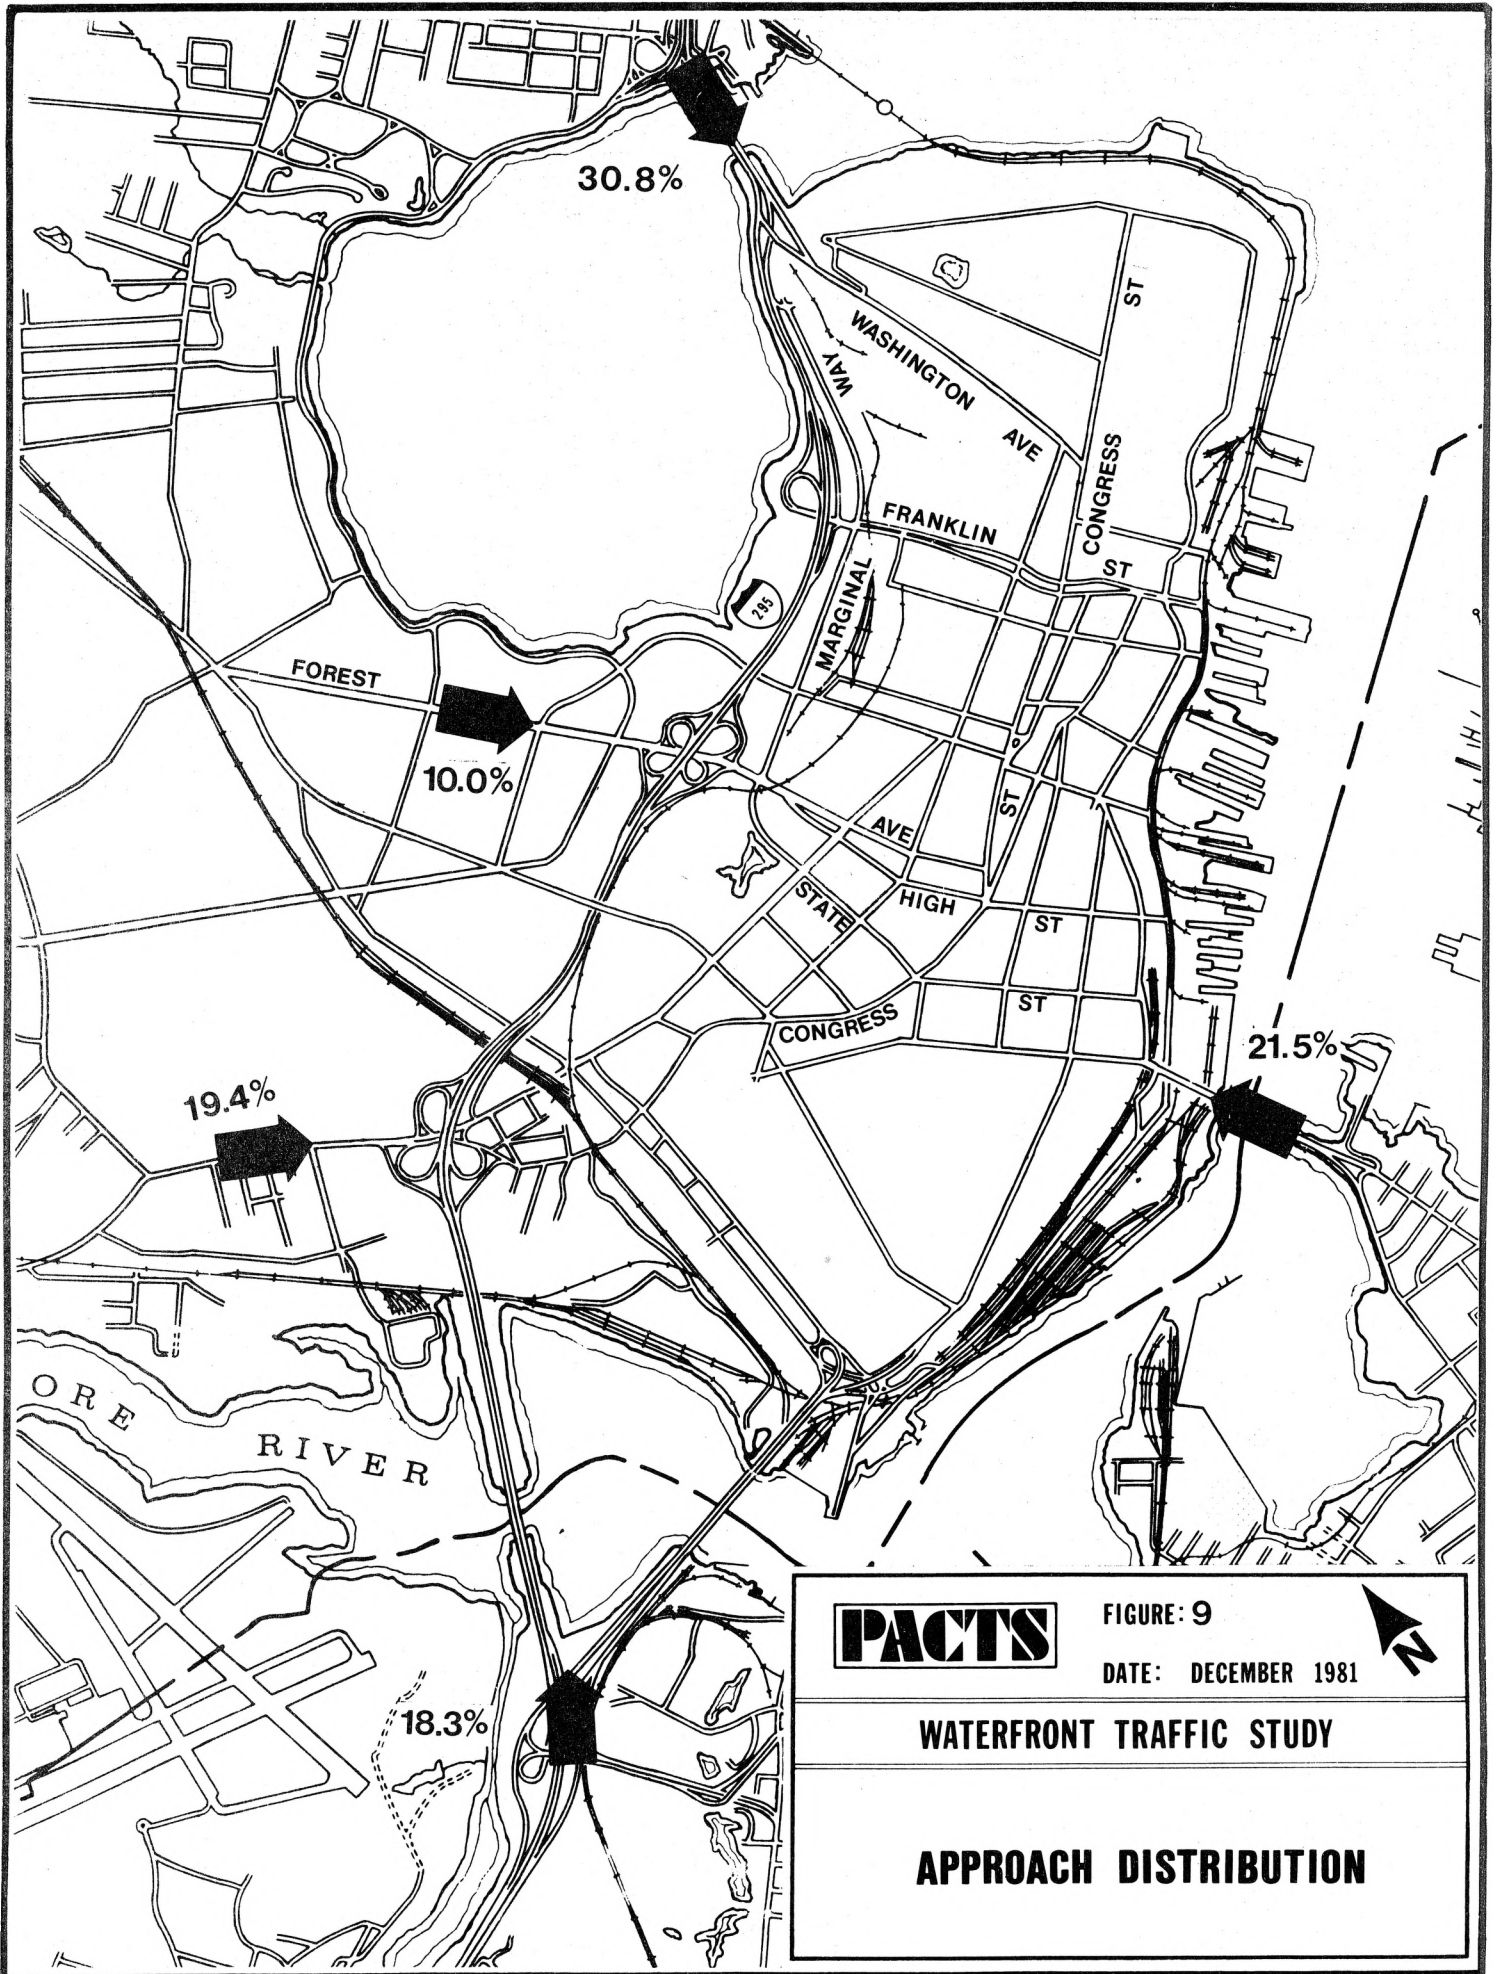 30.8%
ST
WASHINGTON
AVE
WAY
CONGRESS
FRANKLIN
ST
MARGINAL
295
FOREST
10.0%
AVE
ST
STATE
HIGH
ST
ST
CONGRESS
21.5%
19.4%
ORE
RIVER
18.3%
PACTS
FIGURE: 9
DATE: DECEMBER 1981
N
WATERFRONT TRAFFIC STUDY
APPROACH DISTRIBUTION